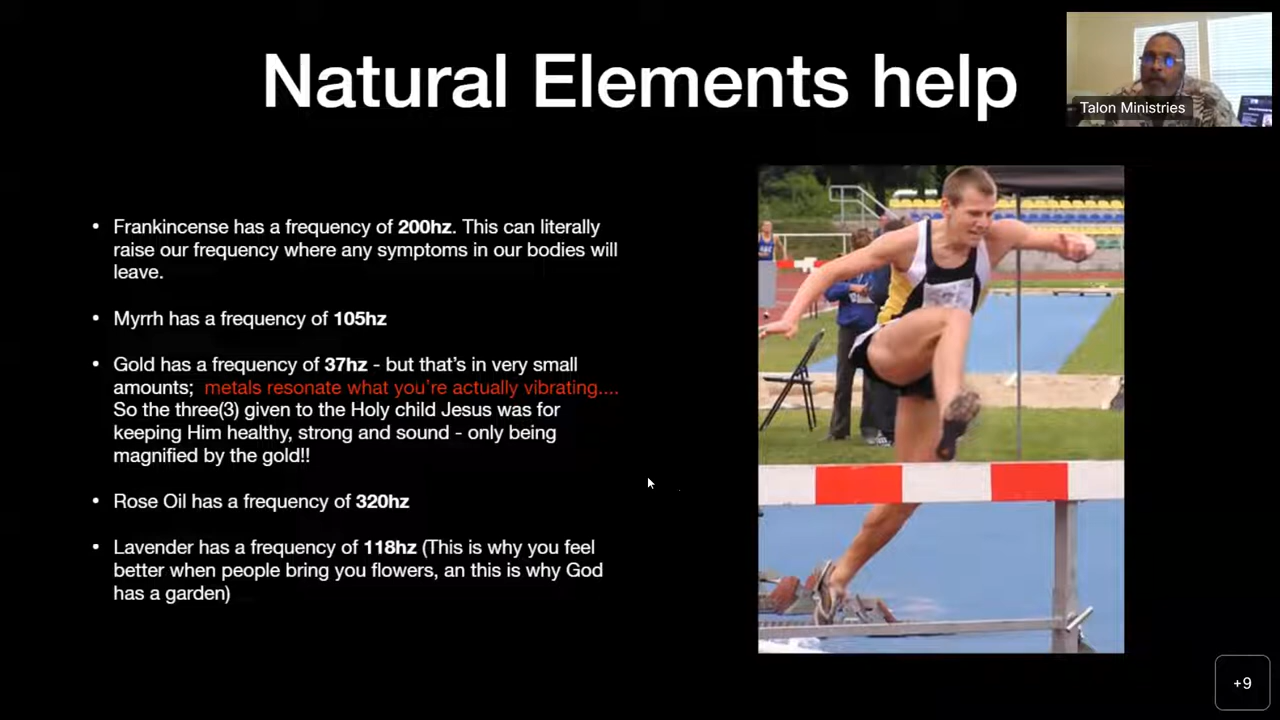 Natural Elements help
Talon Ministries
• Frankincense has a frequency of 200hz. This can literally
raise our frequency where any symptoms in our bodies will
leave.
• Myrrh has a frequency of 105hz
• Gold has a frequency of 37hz - but that's in very small
amounts;  metals resonate what you're actually vibrating....
So the three(3) given to the Holy child Jesus was for
keeping Him healthy, strong and sound - only being
magnified by the gold!!
• Rose Oil has a frequency of 320hz
• Lavender has a frequency of 118hz (This is why you feel
better when people bring you flowers, an this is why God
has a garden)
+9